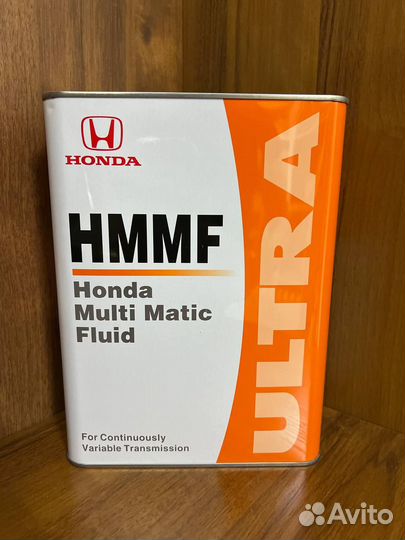 HONDA
HMMF
Honda
Multi Matic
Fluid
ULTRA
For Continuously
Variable Transmission
Avito